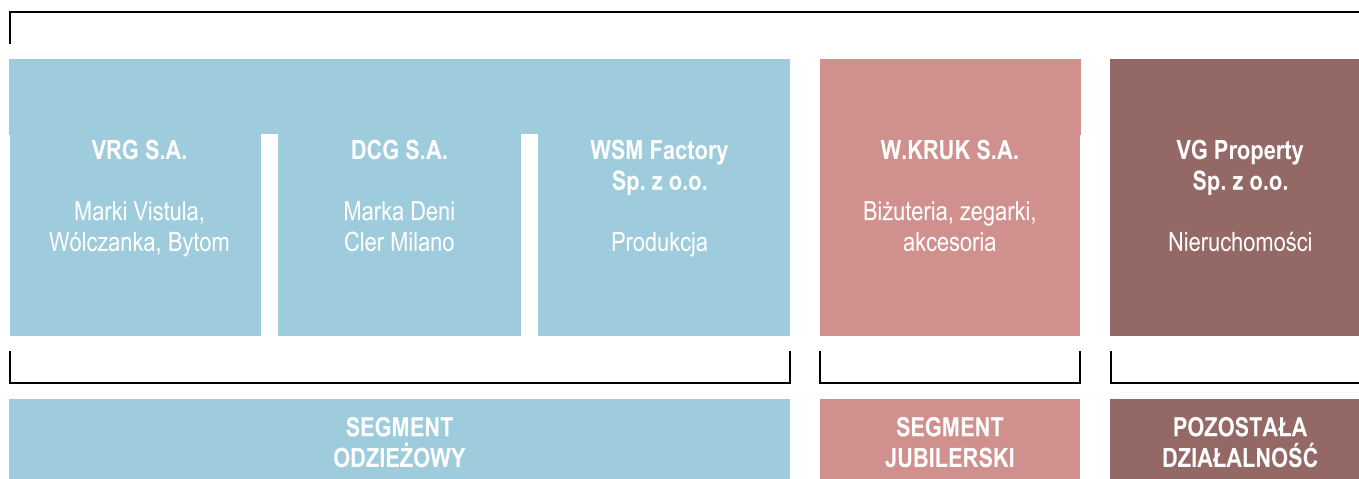 VRG S.A.
Marki Vistula,
Wólczanka, Bytom
DCG S.A.
Marka Deni
Cler Milano
WSM Factory
Sp. z o.o.
Produkcja
W.KRUK S.A.
Biżuteria, zegarki,
akcesoria
VG Property
Sp. z o.o.
Nieruchomości
SEGMENT
ODZIEŻOWY
SEGMENT
JUBILERSKI
POZOSTAŁA
DZIAŁALNOŚĆ